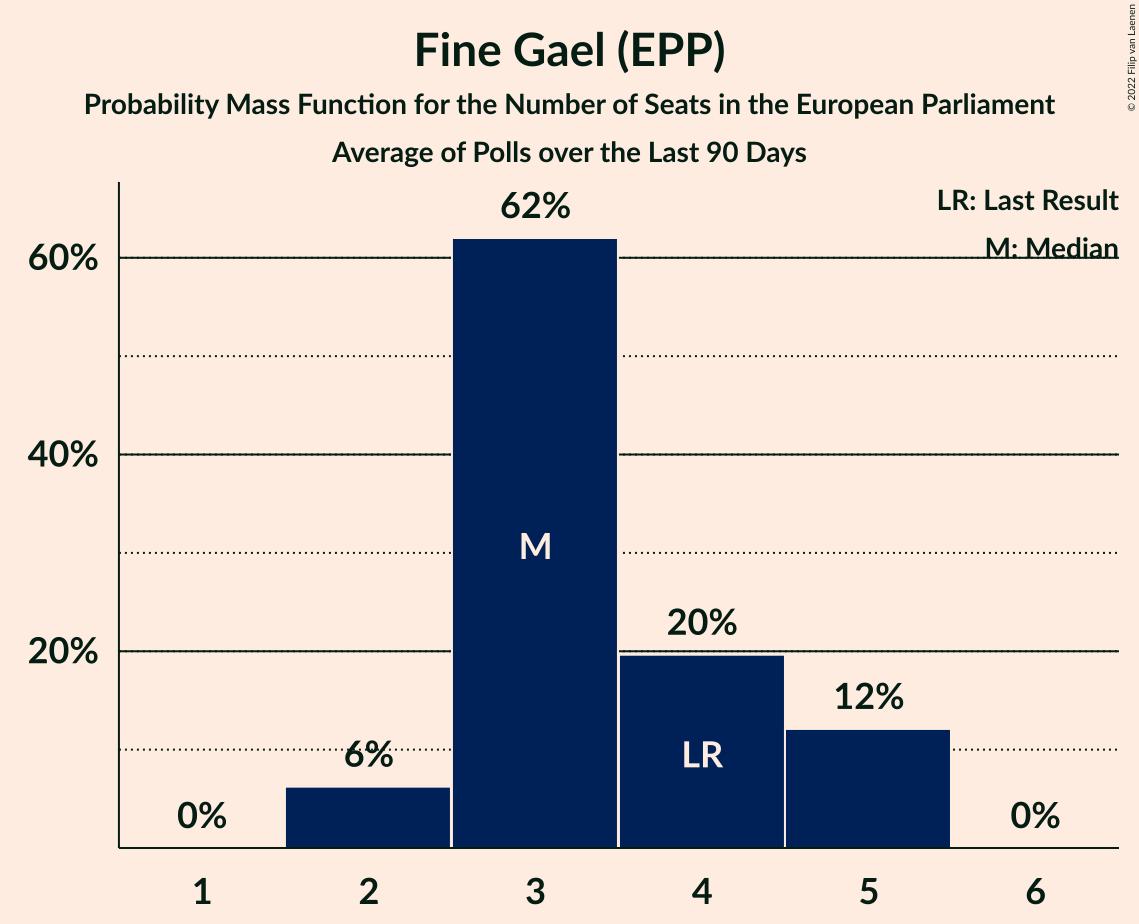 Fine Gael (EPP)
Probability Mass Function for the Number of Seats in the European Parliament
Average of Polls over the Last 90 Days
© 2022 Filip van Laenen
LR: Last Result
M: Median
62%
60%
40%
M
20%
20%
12%
6%
LR
0%
0%
1
2
3
4
5
6